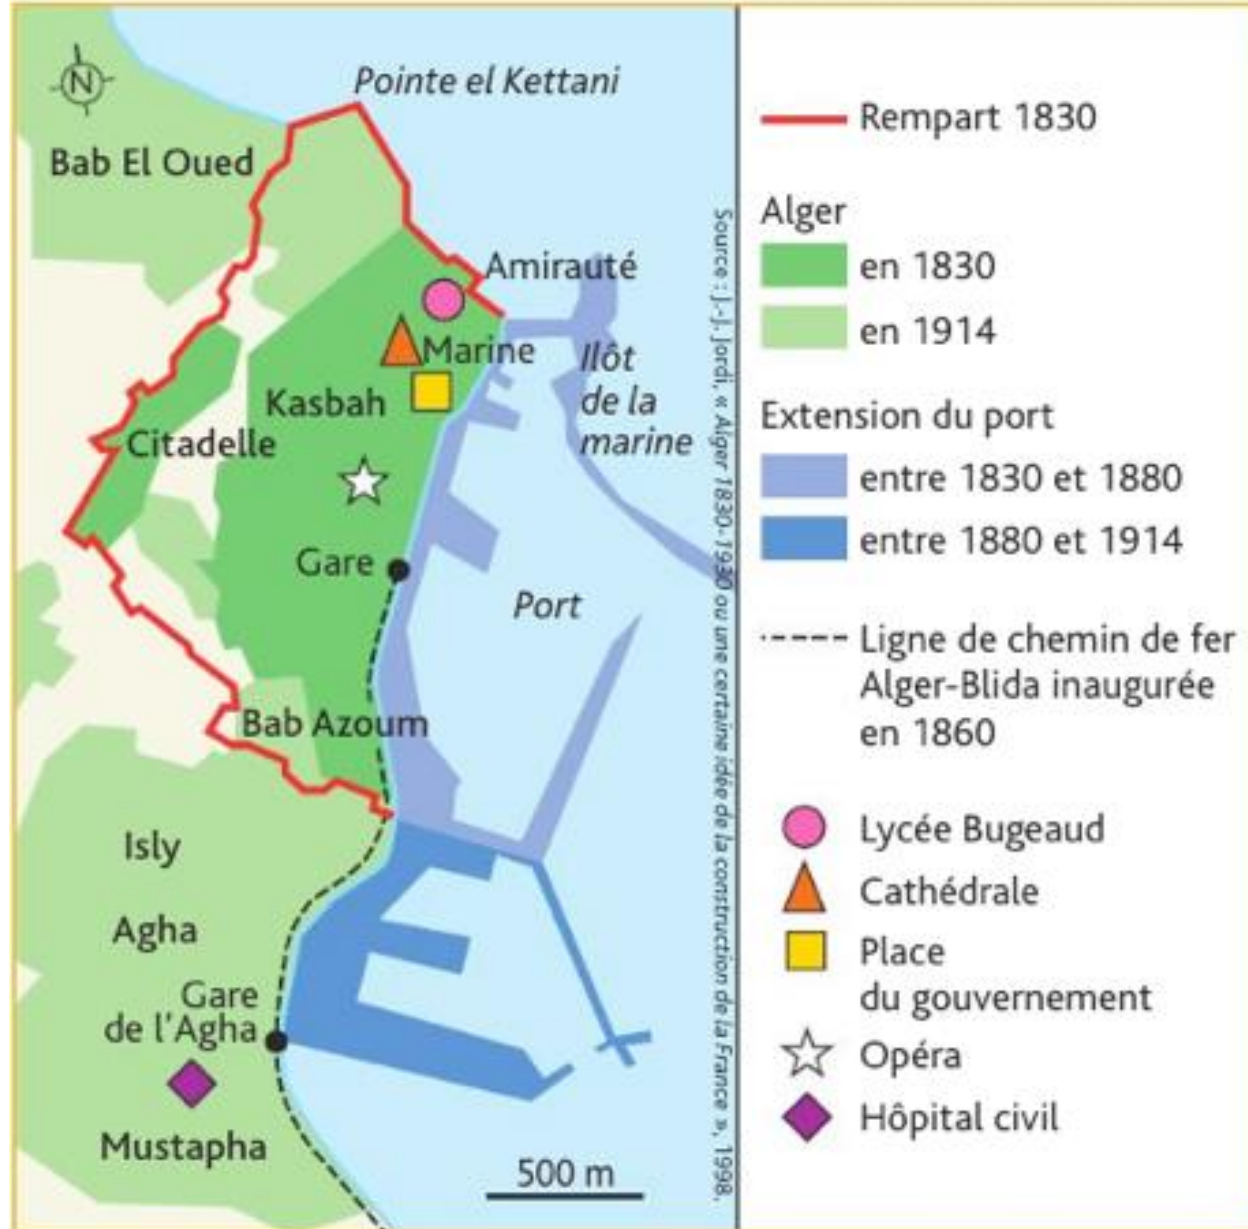 N
Pointe el Kettani
Bab El Oued
Amirauté
Marine
Ilôt
de la
marine
Kasbah
Citadelle
Gare
Port
Bab Azoum
Isly
Agha
Gare
de l'Agha
Mustapha
500 m
Source : J.-J. Jordi, « Alger 1830-1930 ou une certaine idée de la construction de la France », 1998.
Rempart 1830
Alger
en 1830
en 1914
Extension du port
entre 1830 et 1880
entre 1880 et 1914
Ligne de chemin de fer
Alger-Blida inaugurée
en 1860
Lycée Bugeaud
Cathédrale
Place
du gouvernement
Opéra
Hôpital civil